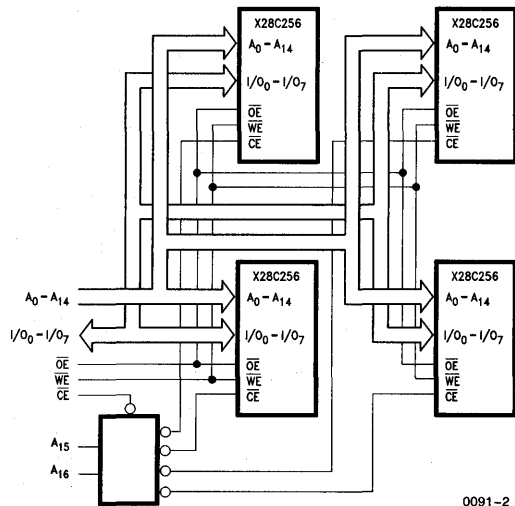 X28C256
A0–A14
I/O0–I/O7
OE
WE
CE
X28C256
A0–A14
I/O0–I/O7
OE
WE
CE
X28C256
A0–A14
I/O0–I/O7
OE
WE
CE
X28C256
A0–A14
I/O0–I/O7
OE
WE
CE
A0–A14
I/O0–I/O7
OE
WE
CE
A15
A16
0091-2